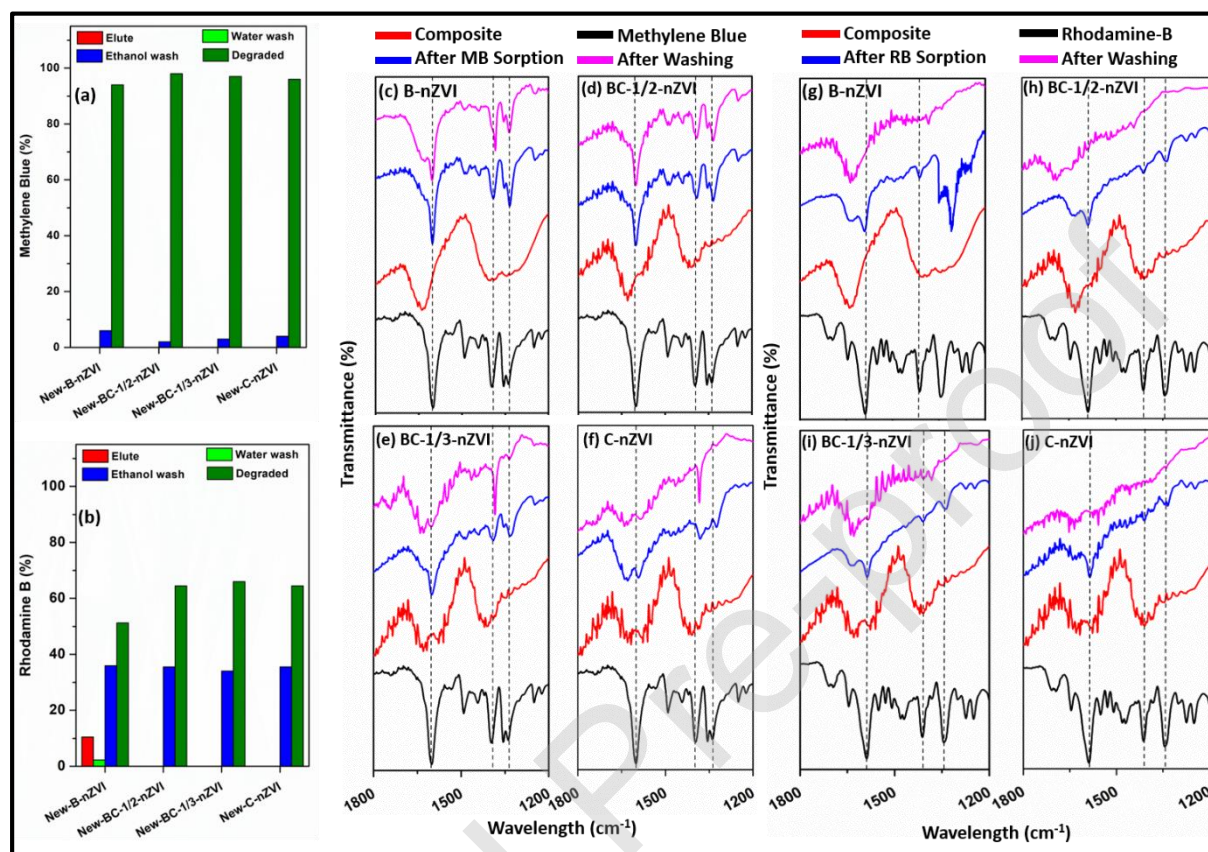 Elute
Water wash
Ethanol wash
Degraded
(a)
Methylene Blue (%)
100
80
60
40
20
0
New-B-nZVI
New-BC-1/2-nZVI
New-BC-1/3-nZVI
New-C-nZVI
Elute
Water wash
Ethanol wash
Degraded
(b)
Rhodamine B (%)
100
80
60
40
20
0
New-B-nZVI
New-BC-1/2-nZVI
New-BC-1/3-nZVI
New-C-nZVI
Composite
Methylene Blue
After MB Sorption
After Washing
(c) B-nZVI
(d) BC-1/2-nZVI
(e) BC-1/3-nZVI
(f) C-nZVI
Transmittance (%)
1800
1500
1200
1800
1500
1200
Wavelength (cm-1)
Composite
Rhodamine-B
After RB Sorption
After Washing
(g) B-nZVI
(h) BC-1/2-nZVI
(i) BC-1/3-nZVI
(j) C-nZVI
Transmittance (%)
1800
1500
1200
1800
1500
1200
Wavelength (cm-1)
Pre-proof